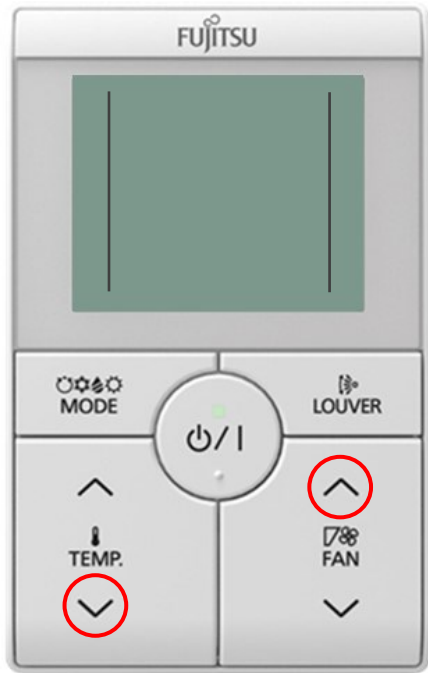 FUJITSU
MODE
LOUVER
⏻/I
TEMP.
FAN